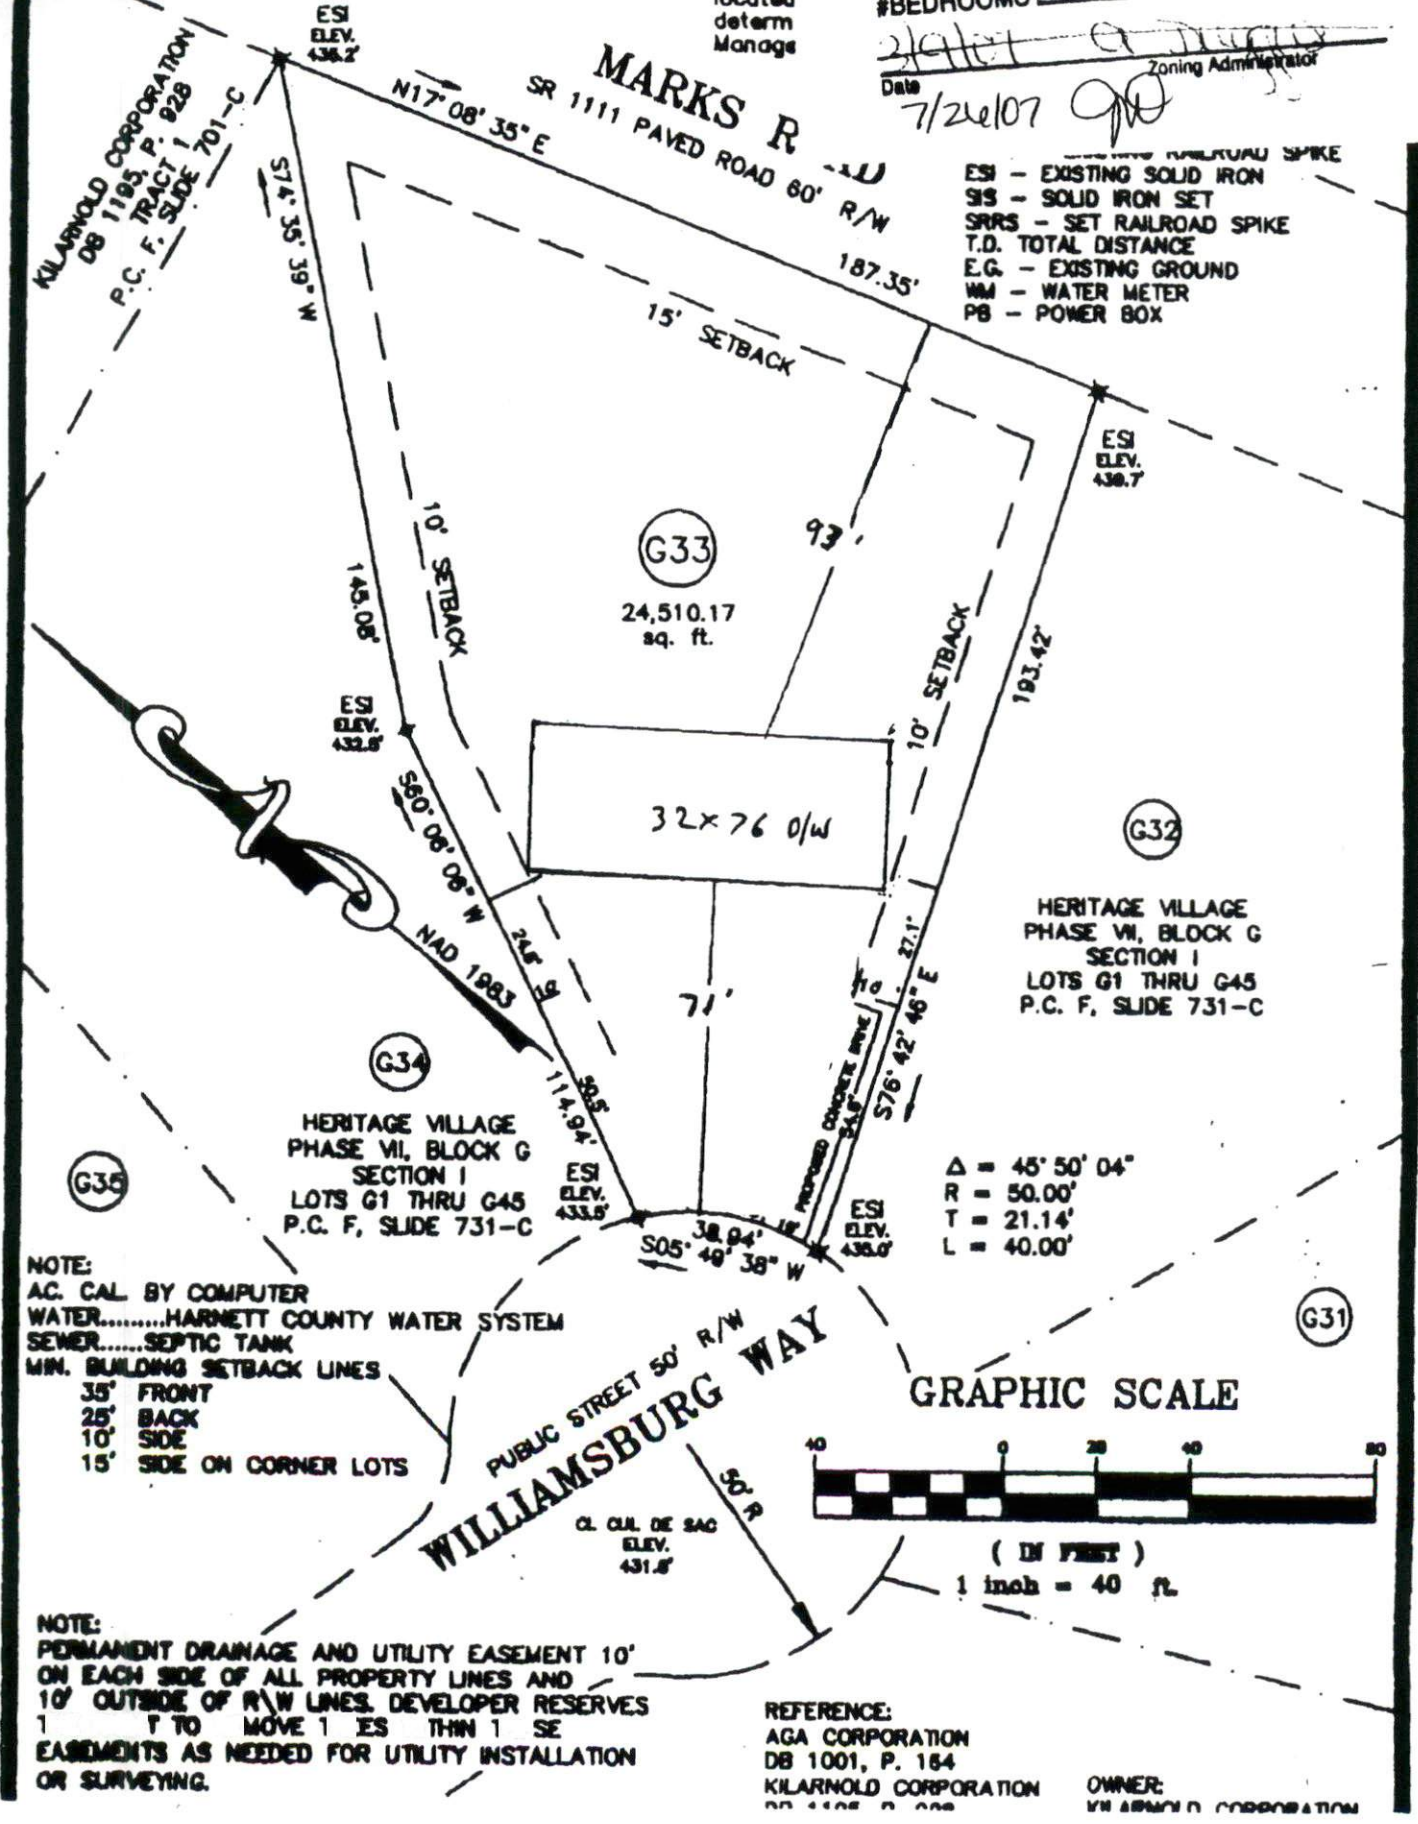 determ
Manage
#BEDROOMS
Date
Zoning Administrator
7/26/07
ESI
ELEV.
436.2'
KILARNOLD CORPORATION
DB 1195, P. 928
TRACT 1
P.C. F, SLIDE 701-C
N17° 08' 35" E
MARKS R
SR 1111 PAVED ROAD 60' R/W
187.35'
RAILROAD SPIKE
ESI - EXISTING SOLID IRON
SIS - SOLID IRON SET
SRRS - SET RAILROAD SPIKE
T.D. TOTAL DISTANCE
E.G. - EXISTING GROUND
WM - WATER METER
PB - POWER BOX
S74° 35' 39" W
145.08'
15' SETBACK
10' SETBACK
G33
24,510.17
sq. ft.
93'
10' SETBACK
193.42'
ESI
ELEV.
ESI
ELEV.
S60° 06' 06" W
32x76 D/W
G32
HERITAGE VILLAGE
PHASE VII, BLOCK G
SECTION I
LOTS G1 THRU G45
P.C. F, SLIDE 731-C
NAD 1983
71'
27.1'
10
S76° 42' 46" E
PROPOSED CONCRETE DRIVE
50.5'
114.94'
G34
HERITAGE VILLAGE
PHASE VII, BLOCK G
SECTION I
LOTS G1 THRU G45
P.C. F, SLIDE 731-C
G35
ESI
ELEV.
433.5'
38.94'
S05° 49' 38" W
ESI
ELEV.
Δ = 45° 50' 04"
R = 50.00'
T = 21.14'
L = 40.00'
G31
NOTE:
AC. CAL. BY COMPUTER
WATER.........HARNETT COUNTY WATER SYSTEM
SEWER......SEPTIC TANK
MIN. BUILDING SETBACK LINES
35' FRONT
25' BACK
10' SIDE
15' SIDE ON CORNER LOTS
PUBLIC STREET 50' R/W
WILLIAMSBURG WAY
50' R
CL CUL DE SAC
ELEV.
GRAPHIC SCALE
40 0 20 40 80
( IN FEET )
1 inch = 40 ft.
NOTE:
PERMANENT DRAINAGE AND UTILITY EASEMENT 10'
ON EACH SIDE OF ALL PROPERTY LINES AND
10' OUTSIDE OF R\W LINES. DEVELOPER RESERVES
T TO MOVE
EASEMENTS AS NEEDED FOR UTILITY INSTALLATION
OR SURVEYING.
REFERENCE:
AGA CORPORATION
DB 1001, P. 164
KILARNOLD CORPORATION
OWNER:
KILARNOLD CORPORATION